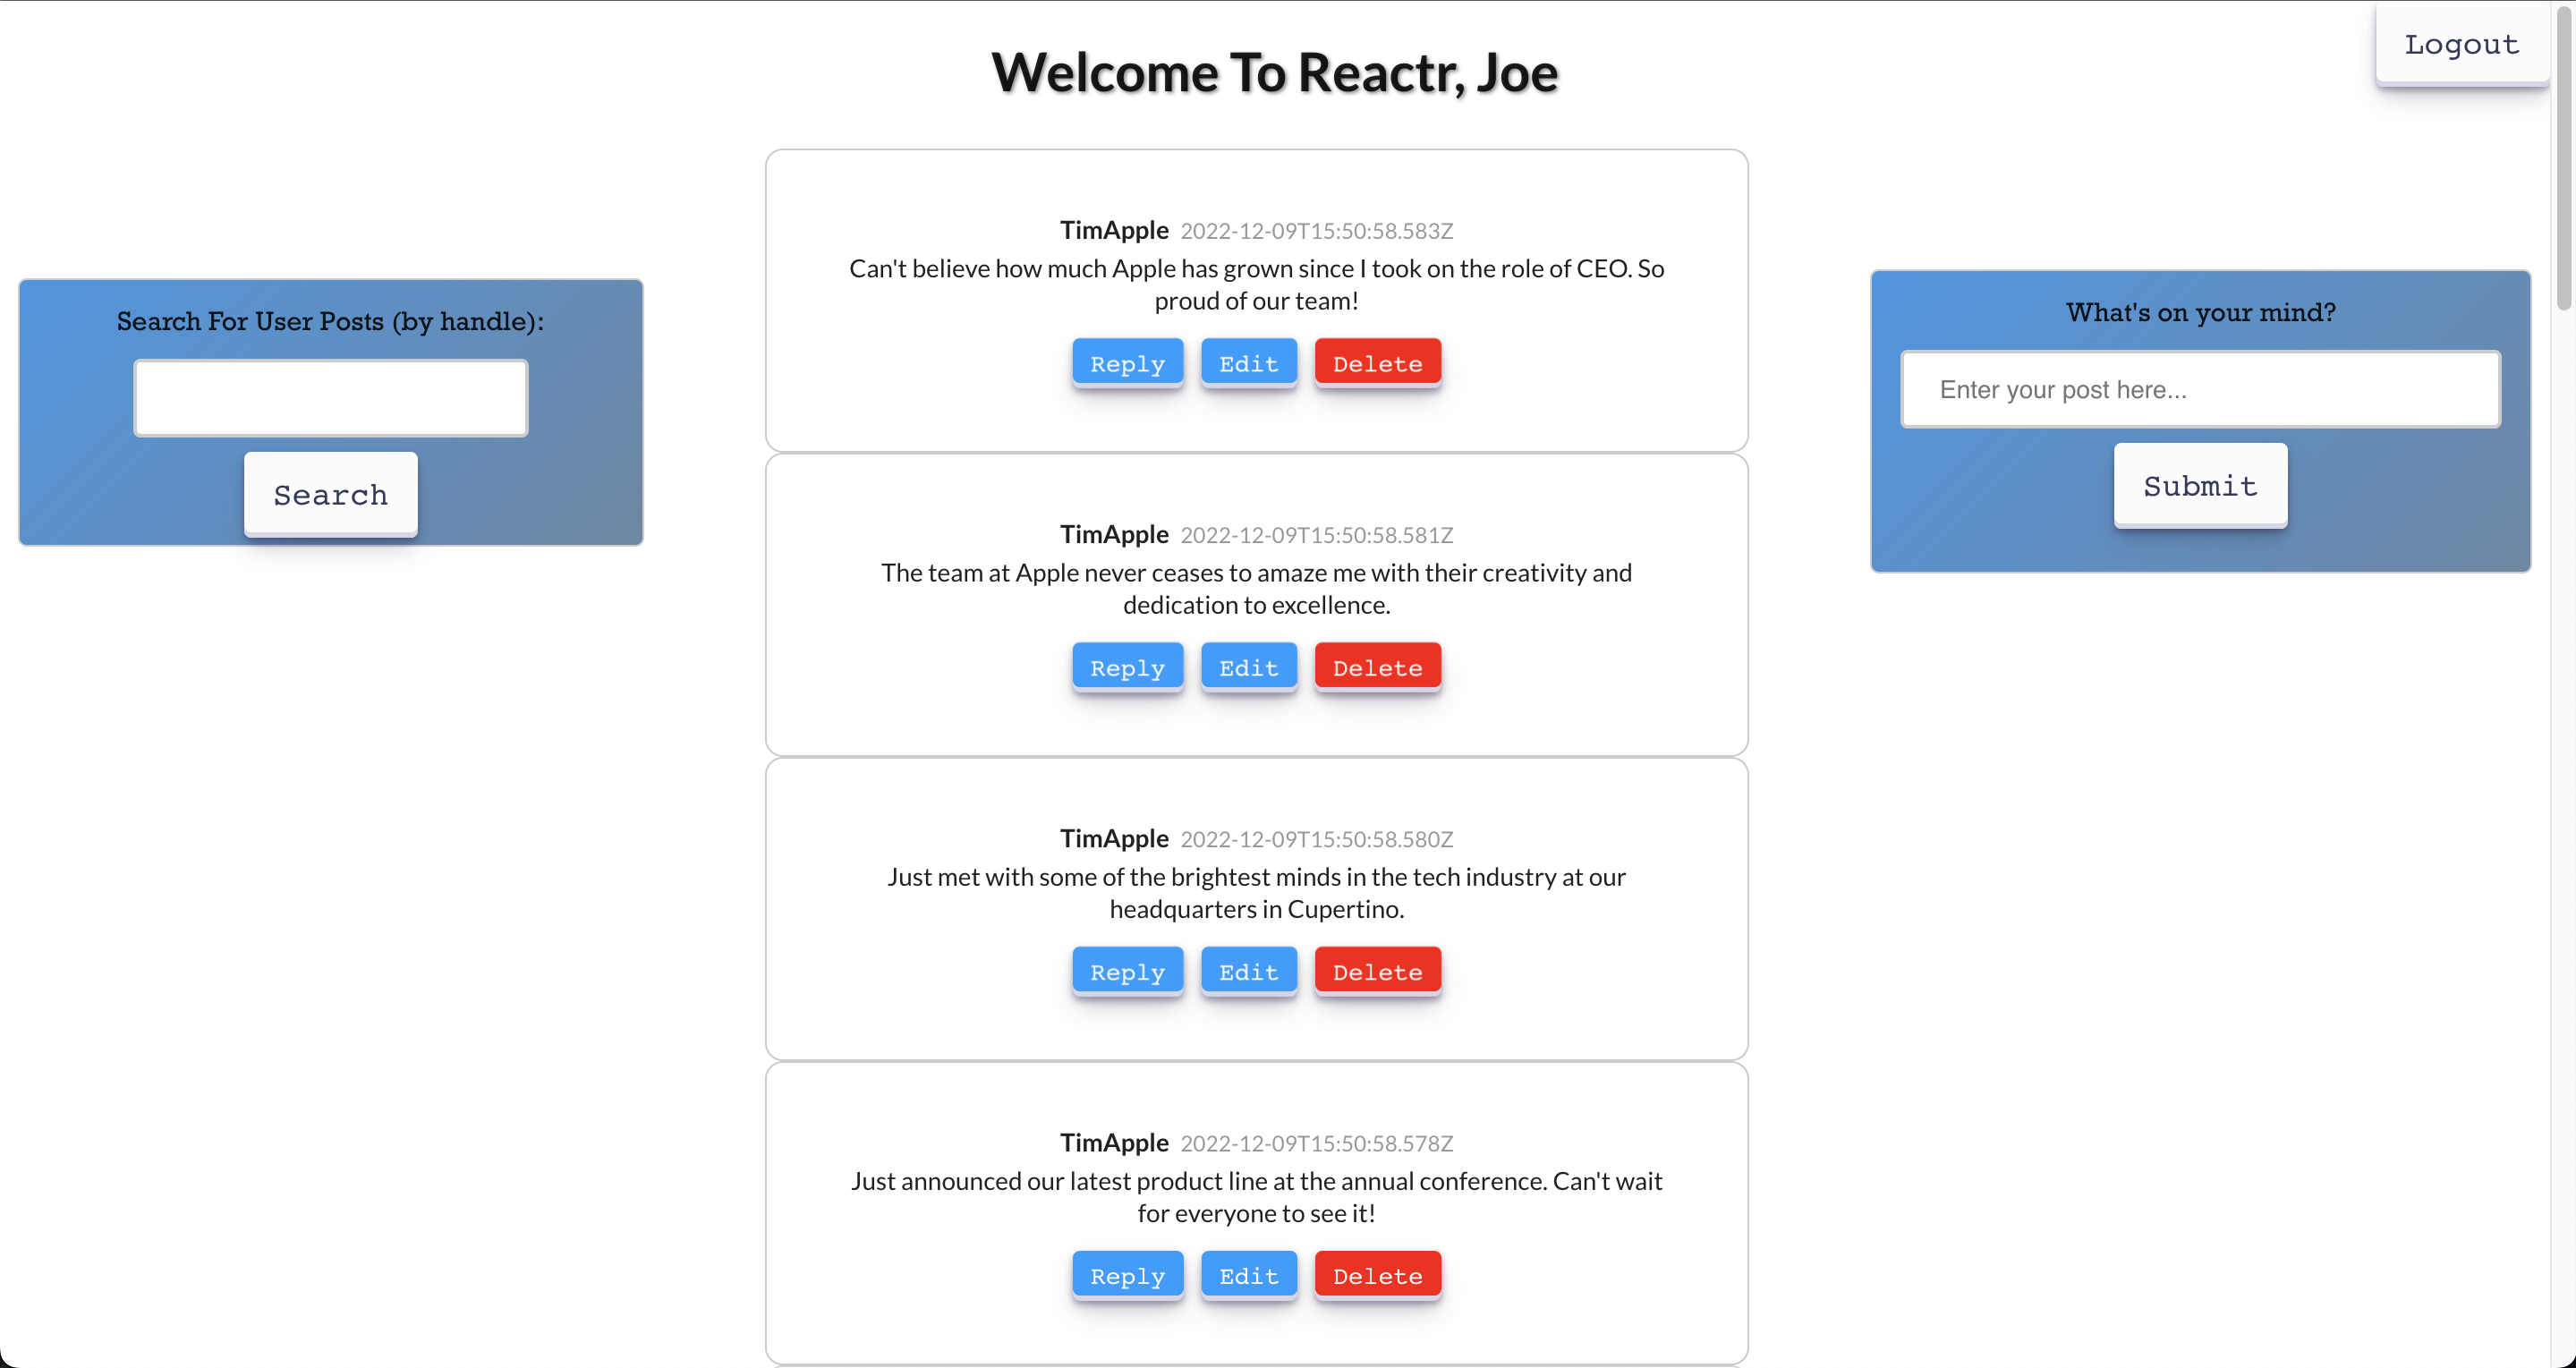 Logout
Welcome To Reactr, Joe
Search For User Posts (by handle):
Search
TimApple 2022-12-09T15:50:58.583Z
Can't believe how much Apple has grown since I took on the role of CEO. So
proud of our team!
Reply Edit Delete
TimApple 2022-12-09T15:50:58.581Z
The team at Apple never ceases to amaze me with their creativity and
dedication to excellence.
Reply Edit Delete
TimApple 2022-12-09T15:50:58.580Z
Just met with some of the brightest minds in the tech industry at our
headquarters in Cupertino.
Reply Edit Delete
TimApple 2022-12-09T15:50:58.578Z
Just announced our latest product line at the annual conference. Can't wait
for everyone to see it!
Reply Edit Delete
What's on your mind?
Enter your post here...
Submit